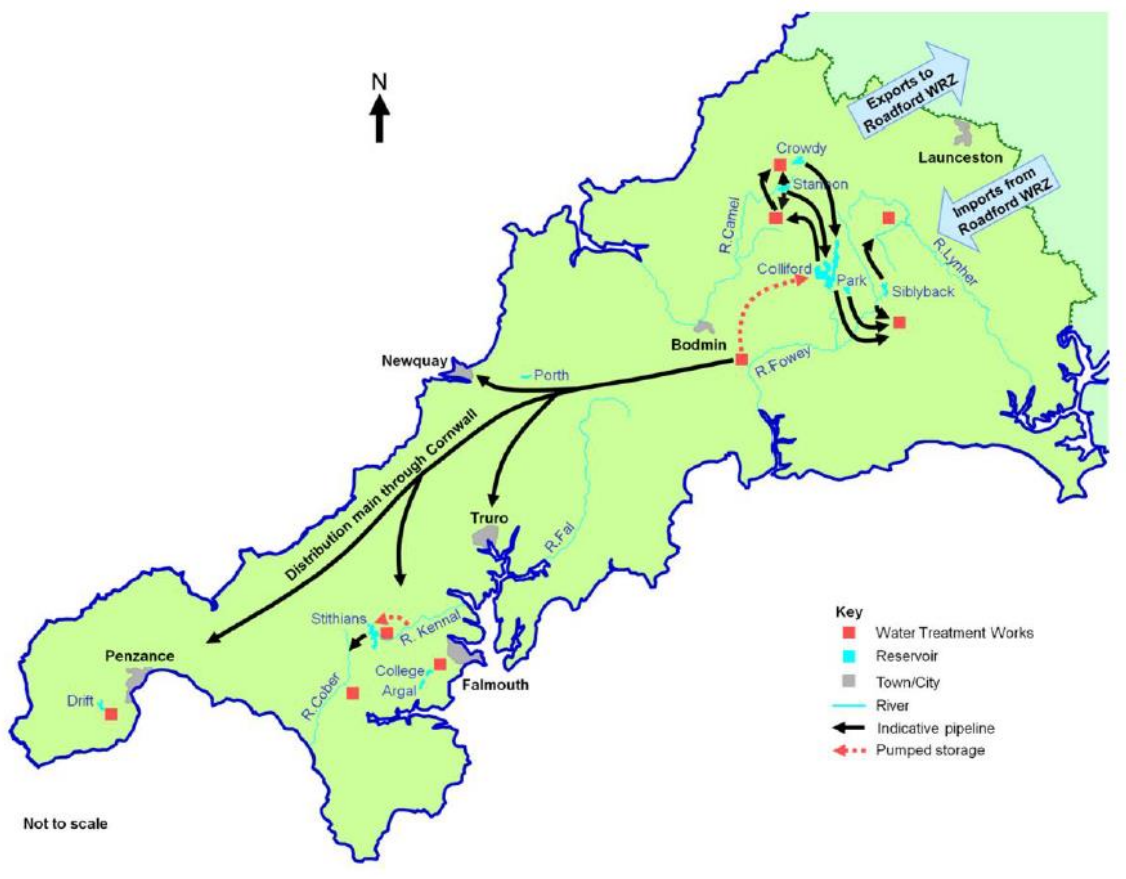 N
Exports to
Roadford WRZ
Launceston
Crowdy
Stannon
Imports from
Roadford WRZ
R.Camel
R.Lynher
Colliford
Park
Siblyback
Bodmin
R.Fowey
Newquay
Porth
Distribution main through Cornwall
Truro
R.Fal
Stithians
R. Kennal
Penzance
College
Argal
Falmouth
Drift
R.Cober
Key
Water Treatment Works
Reservoir
Town/City
River
Indicative pipeline
Pumped storage
Not to scale